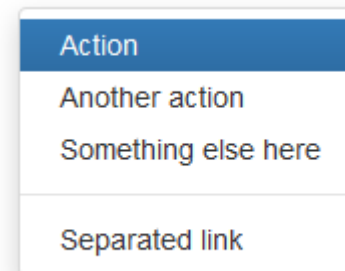 Action
Another action
Something else here
Separated link